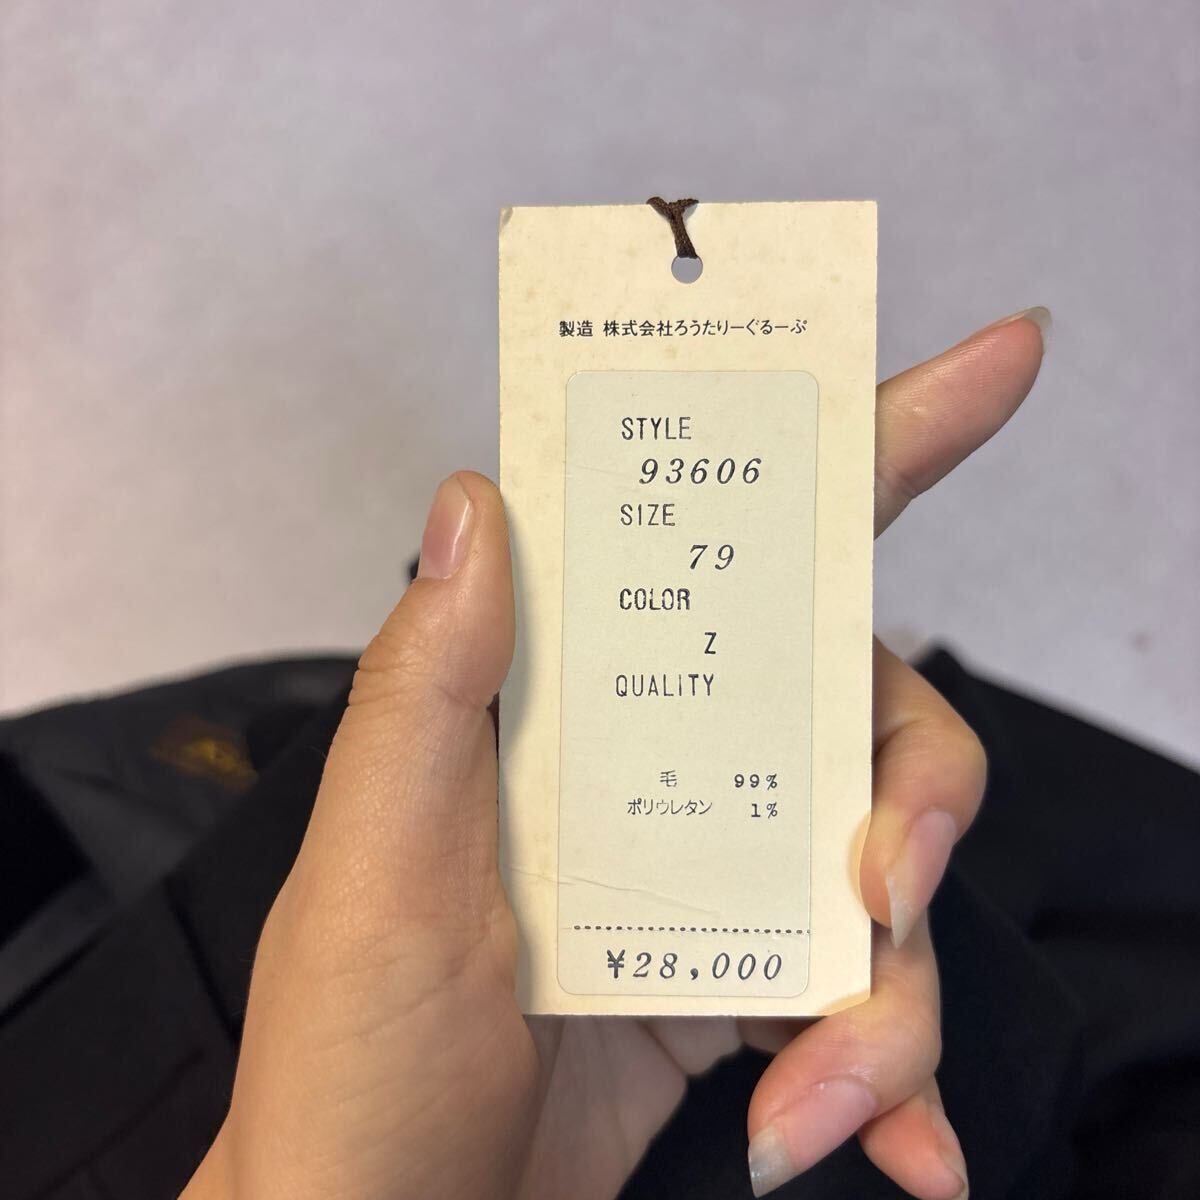 製造 株式会社ろうたりーぐるーぷ
STYLE
93606
SIZE
79
COLOR
Z
QUALITY
毛 99%
ポリウレタン 1%
¥28,000